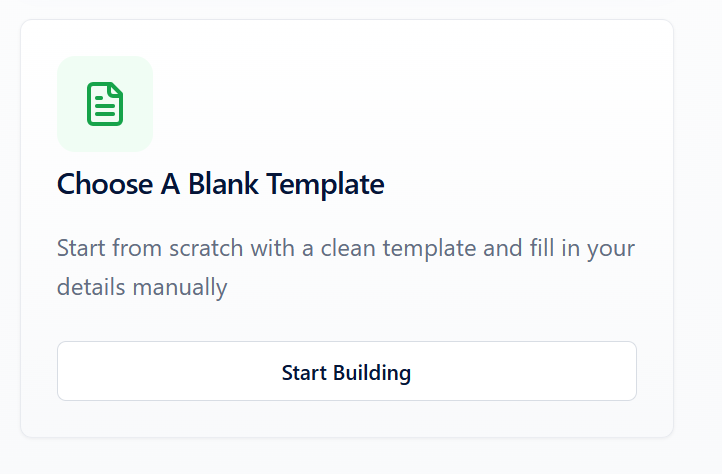 Choose A Blank Template
Start from scratch with a clean template and fill in your
details manually
Start Building